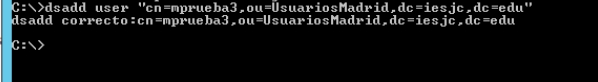 C:\>dsadd user "cn=mprueba3,ou=UsuariosMadrid,dc=iesjc,dc=edu"
dsadd correcto:cn=mprueba3,ou=UsuariosMadrid,dc=iesjc,dc=edu
C:\>